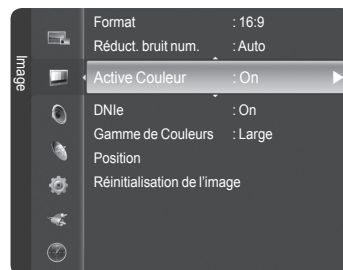 Image
Format : 16:9
Réduct. bruit num. : Auto
Active Couleur : On
DNIe : On
Gamme de Couleurs : Large
Position
Réinitialisation de l'image